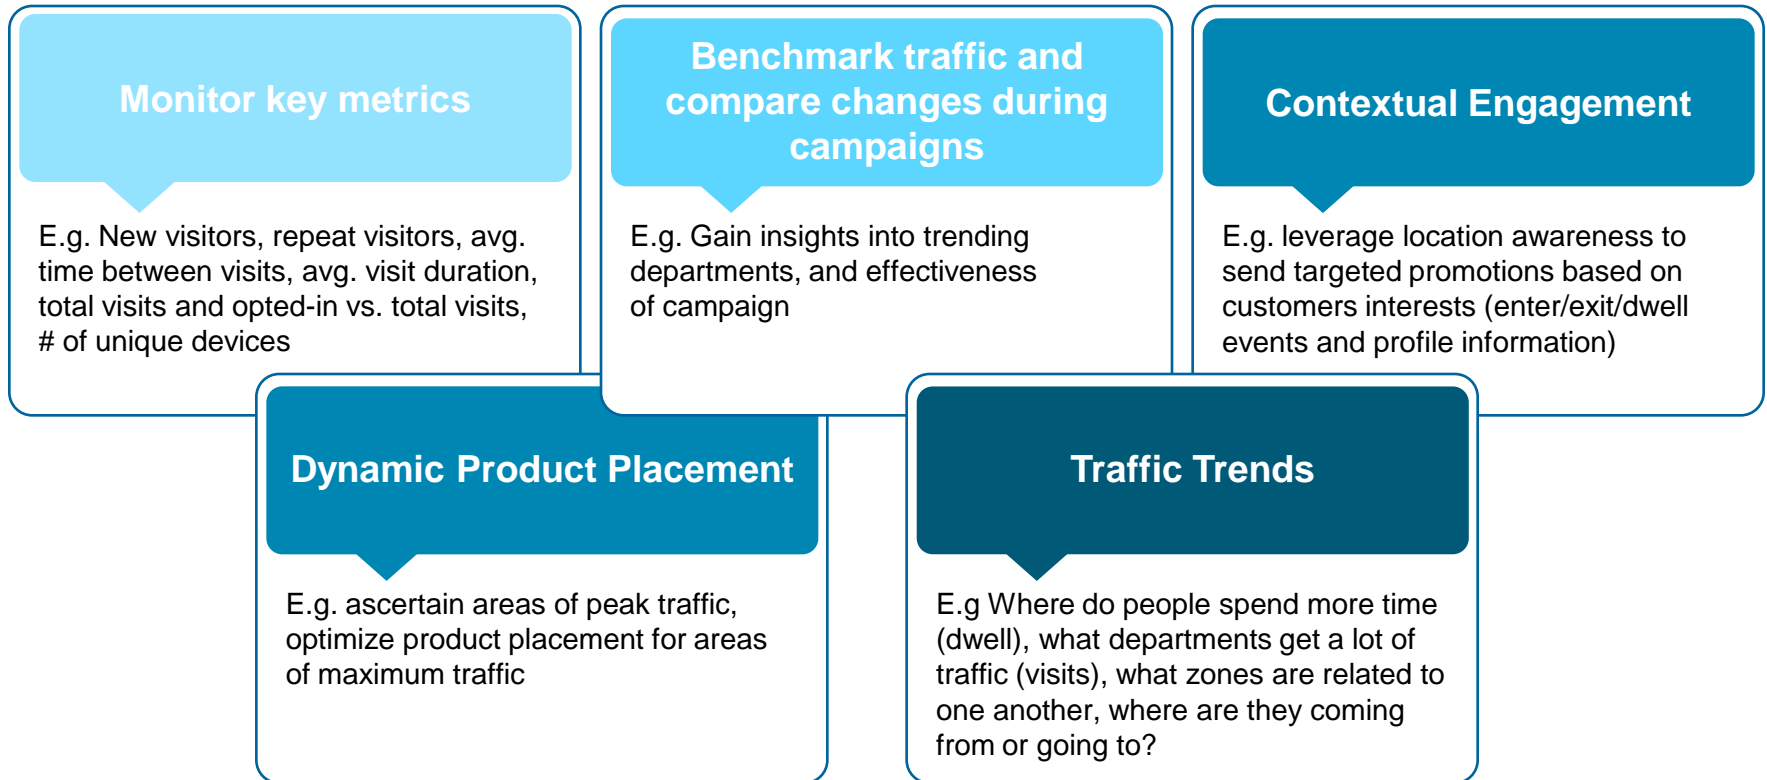 Monitor key metrics
E.g. New visitors, repeat visitors, avg.
time between visits, avg. visit duration,
total visits and opted-in vs. total visits,
# of unique devices
Benchmark traffic and
compare changes during
campaigns
E.g. Gain insights into trending
departments, and effectiveness
of campaign
Contextual Engagement
E.g. leverage location awareness to
send targeted promotions based on
customers interests (enter/exit/dwell
events and profile information)
Dynamic Product Placement
E.g. ascertain areas of peak traffic,
optimize product placement for areas
of maximum traffic
Traffic Trends
E.g Where do people spend more time
(dwell), what departments get a lot of
traffic (visits), what zones are related to
one another, where are they coming
from or going to?